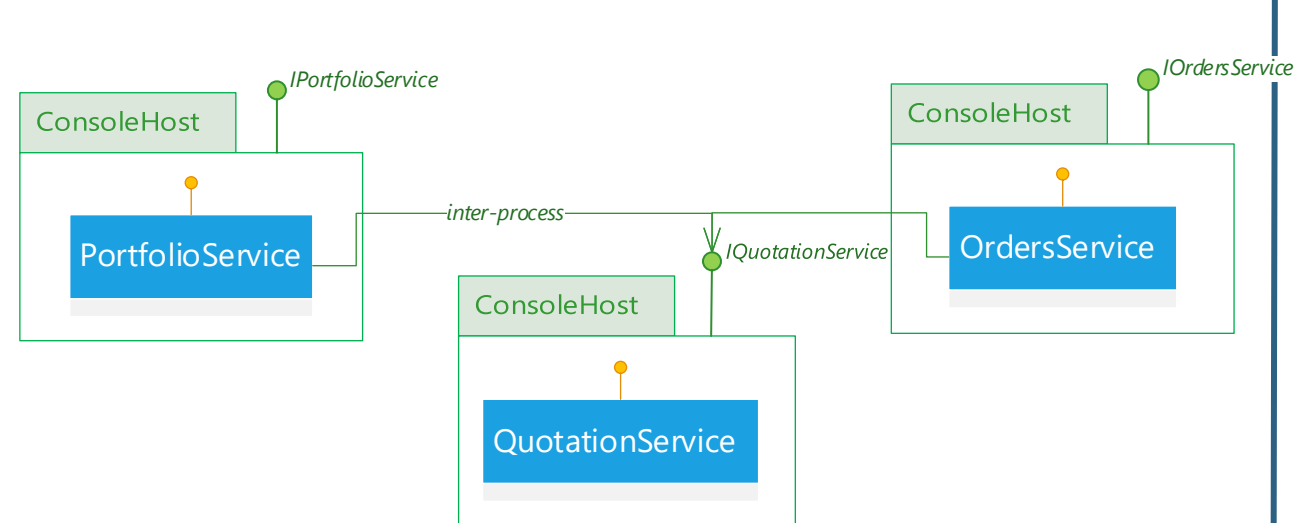 IPortfolioService
IOrdersService
ConsoleHost
ConsoleHost
inter-process
PortfolioService
OrdersService
IQuotationService
ConsoleHost
QuotationService